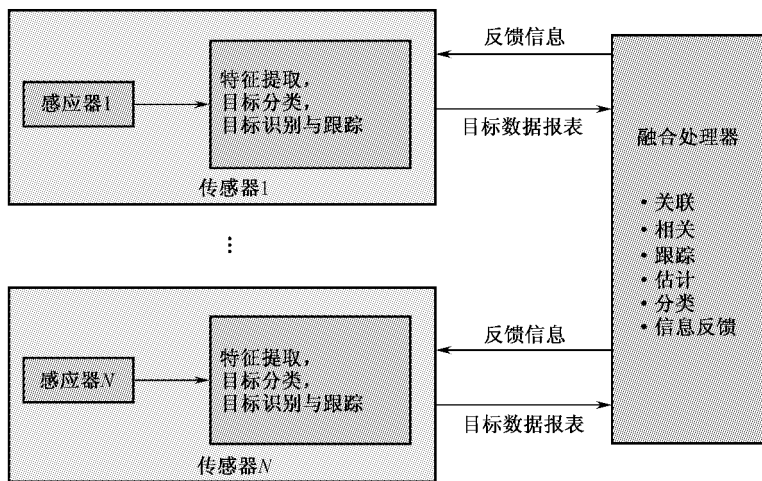 感应器1
特征提取，
目标分类，
目标识别与跟踪
传感器1
反馈信息
目标数据报表
⋮
感应器N
特征提取，
目标分类，
目标识别与跟踪
传感器N
反馈信息
目标数据报表
融合处理器
·关联
·相关
·跟踪
·估计
·分类
·信息反馈